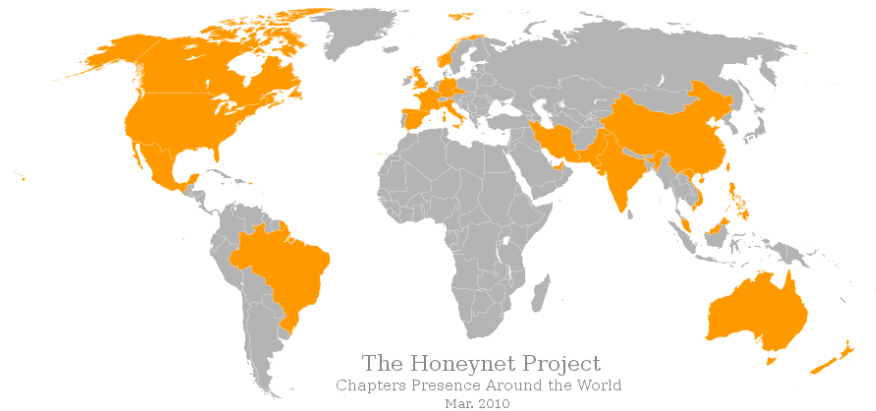 The Honeynet Project
Chapters Presence Around the World
Mar. 2010